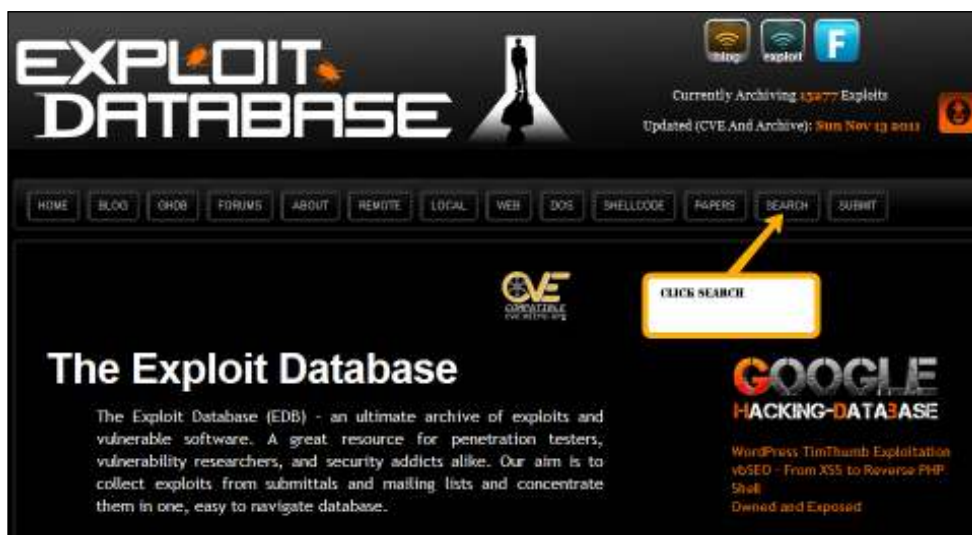 EXPLOIT
DATABASE
blog
exploit
F
Currently Archiving 15277 Exploits
Updated (CVE And Archive): Sun Nov 13 2011
HOME
BLOG
GHDB
FORUMS
ABOUT
REMOTE
LOCAL
WEB
DOS
SHELLCODE
PAPERS
SEARCH
SUBMIT
CLICK SEARCH
CVE
COMPATIBLE
cve.mitre.org
The Exploit Database
The Exploit Database (EDB) - an ultimate archive of exploits and
vulnerable software. A great resource for penetration testers,
vulnerability researchers, and security addicts alike. Our aim is to
collect exploits from submittals and mailing lists and concentrate
them in one, easy to navigate database.
GOOGLE
HACKING-DATABASE
WordPress TimThumb Exploitation
vbSEO - From XSS to Reverse PHP
Shell
Owned and Exposed